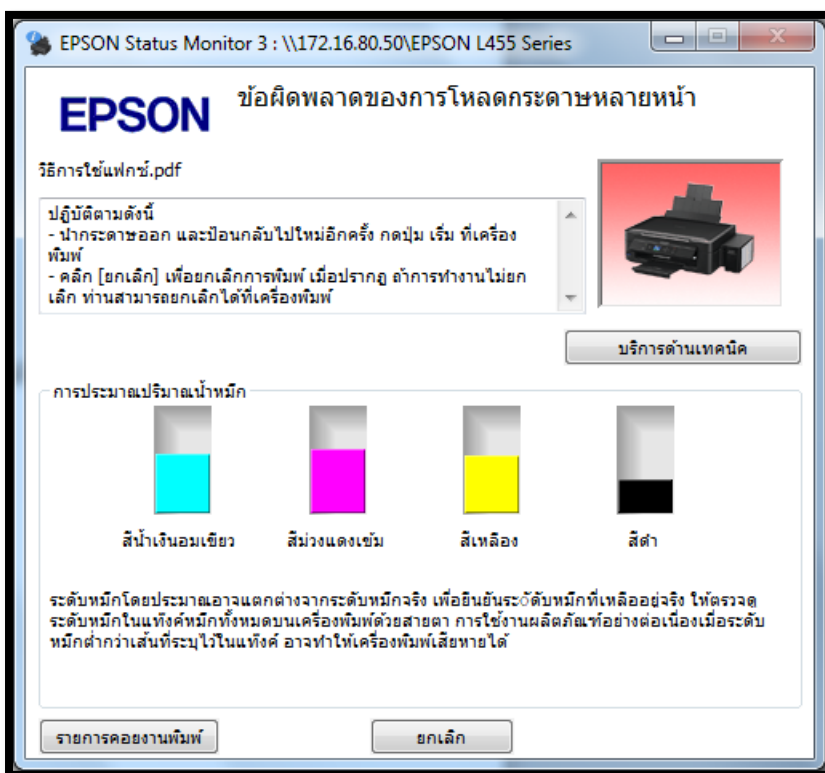 EPSON Status Monitor 3 : \\172.16.80.50\EPSON L455 Series
EPSON
ข้อผิดพลาดของการโหลดกระดาษหลายหน้า
วิธีการใช้แฟกซ์.pdf
ปฏิบัติตามดังนี้
- นำกระดาษออก และป้อนกลับไปใหม่อีกครั้ง กดปุ่ม เริ่ม ที่เครื่อง
พิมพ์
- คลิก [ยกเลิก] เพื่อยกเลิกการพิมพ์ เมื่อปรากฏ ถ้าการทำงานไม่ยก
เลิก ท่านสามารถยกเลิกได้ที่เครื่องพิมพ์
บริการด้านเทคนิค
การประมาณปริมาณน้ำหมึก
สีน้ำเงินอมเขียว สีม่วงแดงเข้ม สีเหลือง สีดำ
ระดับหมึกโดยประมาณอาจแตกต่างจากระดับหมึกจริง เพื่อยืนยันระัดับหมึกที่เหลืออยู่จริง ให้ตรวจดู
ระดับหมึกในแท็งค์หมึกทั้งหมดบนเครื่องพิมพ์ด้วยสายตา การใช้งานผลิตภัณฑ์อย่างต่อเนื่องเมื่อระดับ
หมึกต่ำกว่าเส้นที่ระบุไว้ในแท็งค์ อาจทำให้เครื่องพิมพ์เสียหายได้
รายการคอยงานพิมพ์ ยกเลิก